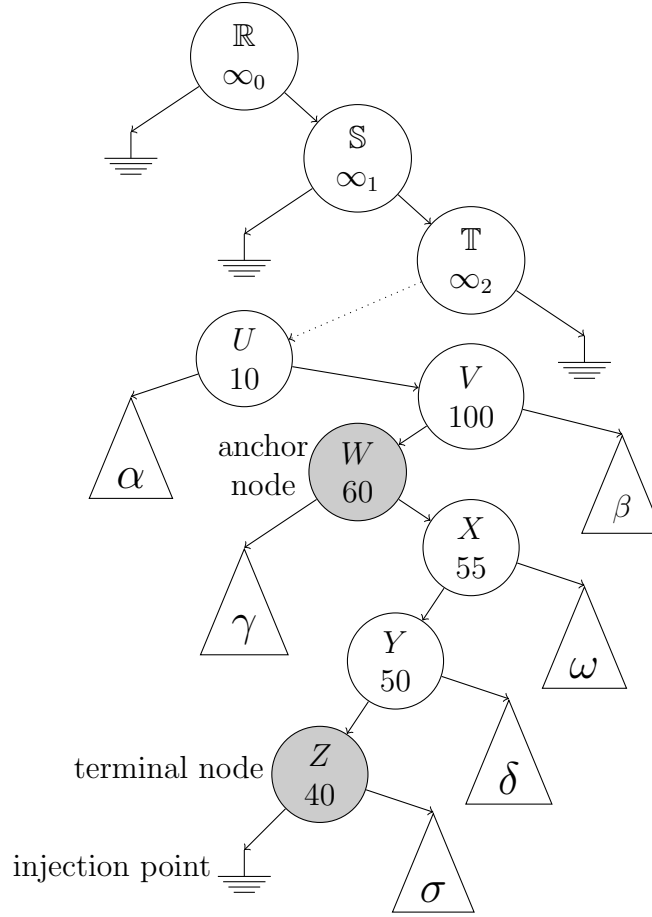 ℝ
∞₀
𝕊
∞₁
𝕋
∞₂
U
10
V
100
α
anchor
node
W
60
β
X
55
γ
Y
50
ω
terminal node
Z
40
δ
injection point
σ